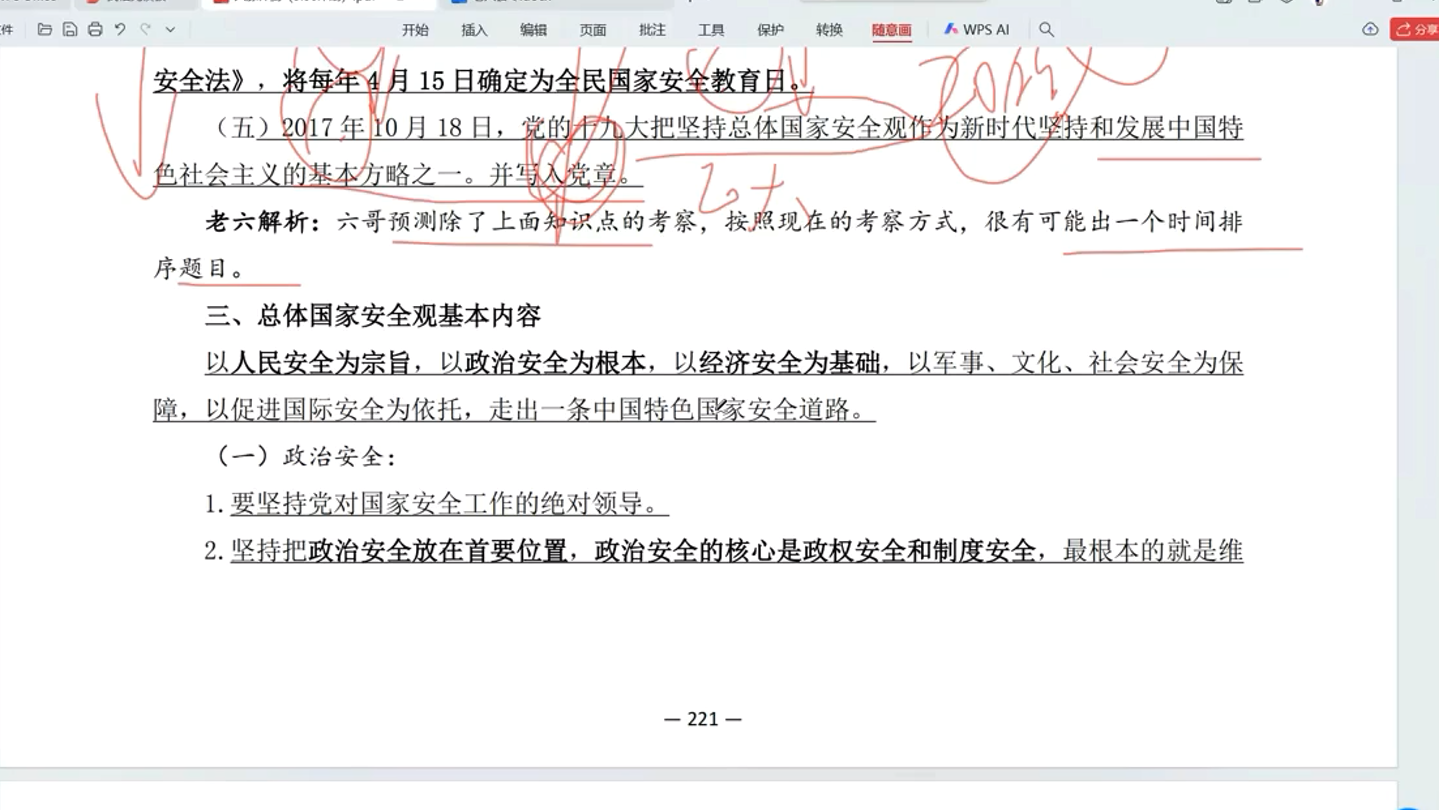 开始 插入 编辑 页面 批注 工具 保护 转换 随意画 WPS AI 分享
安全法》，将每年 4 月 15 日确定为全民国家安全教育日。
（五）2017 年 10 月 18 日，党的十九大把坚持总体国家安全观作为新时代坚持和发展中国特
色社会主义的基本方略之一。并写入党章。
老六解析：六哥预测除了上面知识点的考察，按照现在的考察方式，很有可能出一个时间排
序题目。
三、总体国家安全观基本内容
以人民安全为宗旨，以政治安全为根本，以经济安全为基础，以军事、文化、社会安全为保
障，以促进国际安全为依托，走出一条中国特色国家安全道路。
（一）政治安全：
1.要坚持党对国家安全工作的绝对领导。
2.坚持把政治安全放在首要位置，政治安全的核心是政权安全和制度安全，最根本的就是维
— 221 —